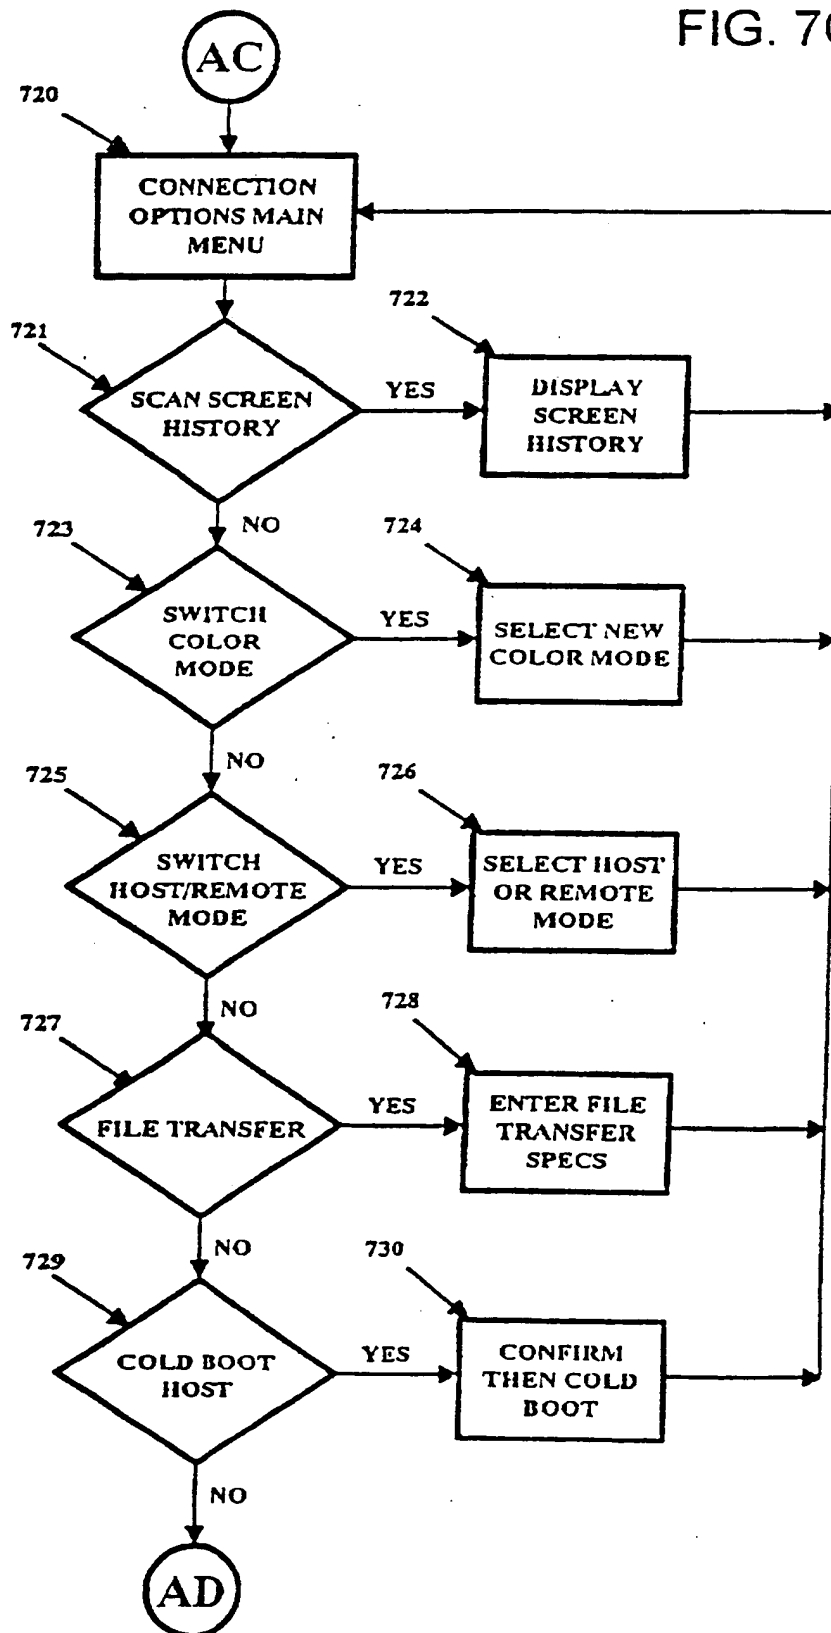 FIG. 70
AC
720
CONNECTION
OPTIONS MAIN
MENU
721
SCAN SCREEN
HISTORY
YES
722
DISPLAY
SCREEN
HISTORY
NO
723
SWITCH
COLOR
MODE
YES
724
SELECT NEW
COLOR MODE
NO
725
SWITCH
HOST/REMOTE
MODE
YES
726
SELECT HOST
OR REMOTE
MODE
NO
727
FILE TRANSFER
YES
728
ENTER FILE
TRANSFER
SPECS
NO
729
COLD BOOT
HOST
YES
730
CONFIRM
THEN COLD
BOOT
NO
AD